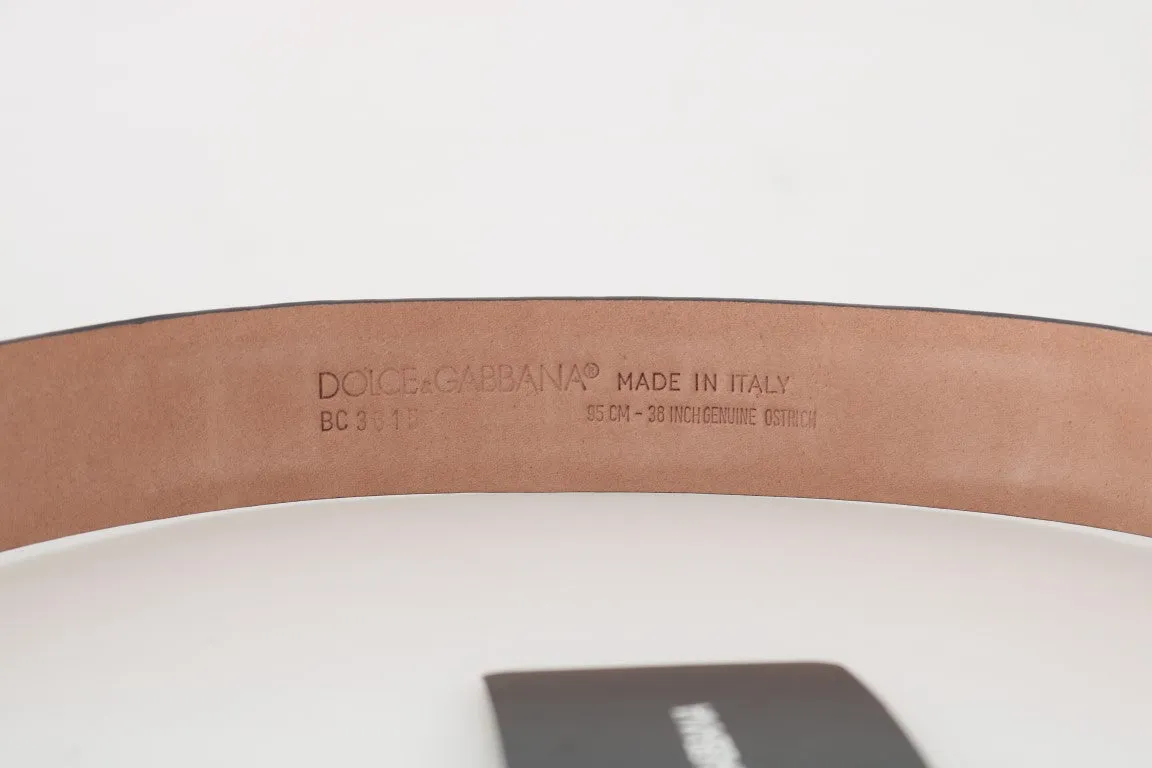 DOLCE&GABBANA® MADE IN ITALY
95 CM - 38 INCH GENUINE OSTRICH